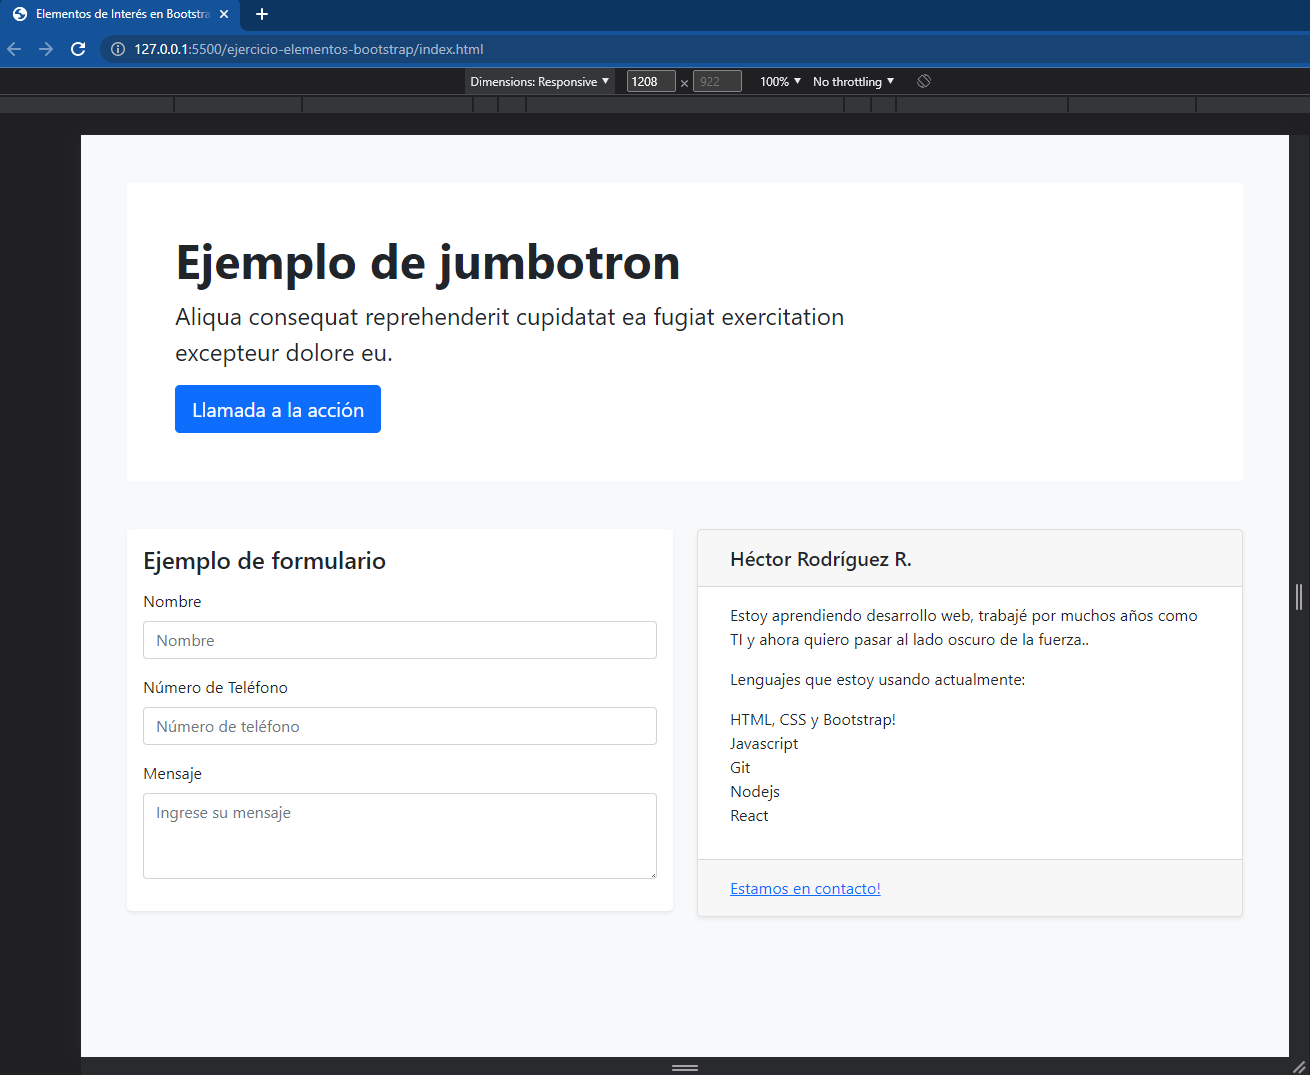 Elementos de Interés en Bootstra
127.0.0.1:5500/ejercicio-elementos-bootstrap/index.html
Dimensions: Responsive 1208 × 922 100% No throttling
Ejemplo de jumbotron
Aliqua consequat reprehenderit cupidatat ea fugiat exercitation
excepteur dolore eu.
Llamada a la acción
Ejemplo de formulario
Nombre
Nombre
Número de Teléfono
Número de teléfono
Mensaje
Ingrese su mensaje
Héctor Rodríguez R.
Estoy aprendiendo desarrollo web, trabajé por muchos años como
TI y ahora quiero pasar al lado oscuro de la fuerza..
Lenguajes que estoy usando actualmente:
HTML, CSS y Bootstrap!
Javascript
Git
Nodejs
React
Estamos en contacto!